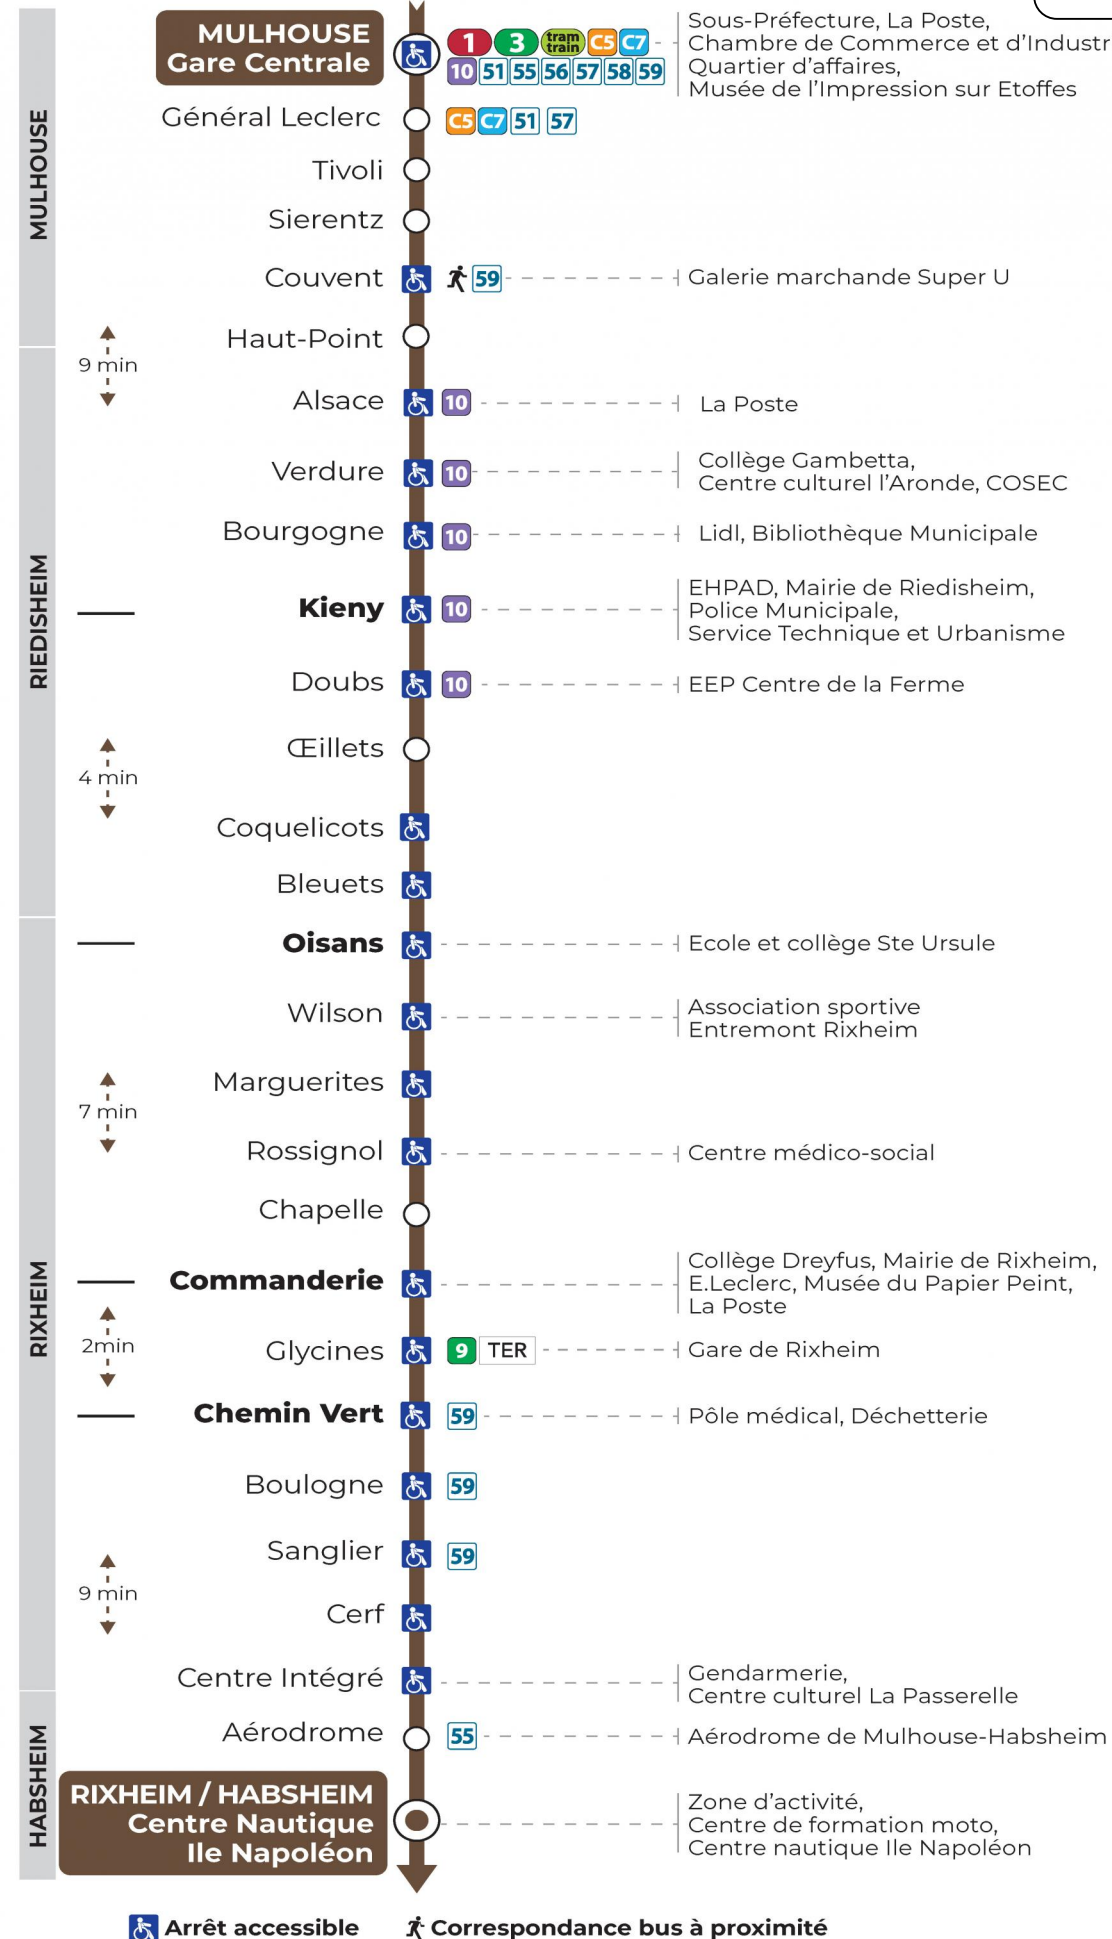 MULHOUSE
MULHOUSE
Gare Centrale
1 3 tram train C5 C7
10 51 55 56 57 58 59
Sous-Préfecture, La Poste,
Chambre de Commerce et d'Industr
Quartier d'affaires,
Musée de l'Impression sur Etoffes
Général Leclerc C5 C7 51 57
Tivoli
Sierentz
Couvent 59 Galerie marchande Super U
Haut-Point
9 min
RIEDISHEIM
Alsace 10 La Poste
Verdure 10 Collège Gambetta,
Centre culturel l'Aronde, COSEC
Bourgogne 10 Lidl, Bibliothèque Municipale
Kieny 10 EHPAD, Mairie de Riedisheim,
Police Municipale,
Service Technique et Urbanisme
Doubs 10 EEP Centre de la Ferme
Œillets
4 min
Coquelicots
Bleuets
RIXHEIM
Oisans Ecole et collège Ste Ursule
Wilson Association sportive
Entremont Rixheim
Marguerites
7 min
Rossignol Centre médico-social
Chapelle
Commanderie Collège Dreyfus, Mairie de Rixheim,
E.Leclerc, Musée du Papier Peint,
La Poste
2min
Glycines 9 TER Gare de Rixheim
Chemin Vert 59 Pôle médical, Déchetterie
Boulogne 59
Sanglier 59
9 min
Cerf
Centre Intégré Gendarmerie,
Centre culturel La Passerelle
HABSHEIM
Aérodrome 55 Aérodrome de Mulhouse-Habsheim
RIXHEIM / HABSHEIM
Centre Nautique
Ile Napoléon
Zone d'activité,
Centre de formation moto,
Centre nautique Ile Napoléon
Arrêt accessible Correspondance bus à proximité